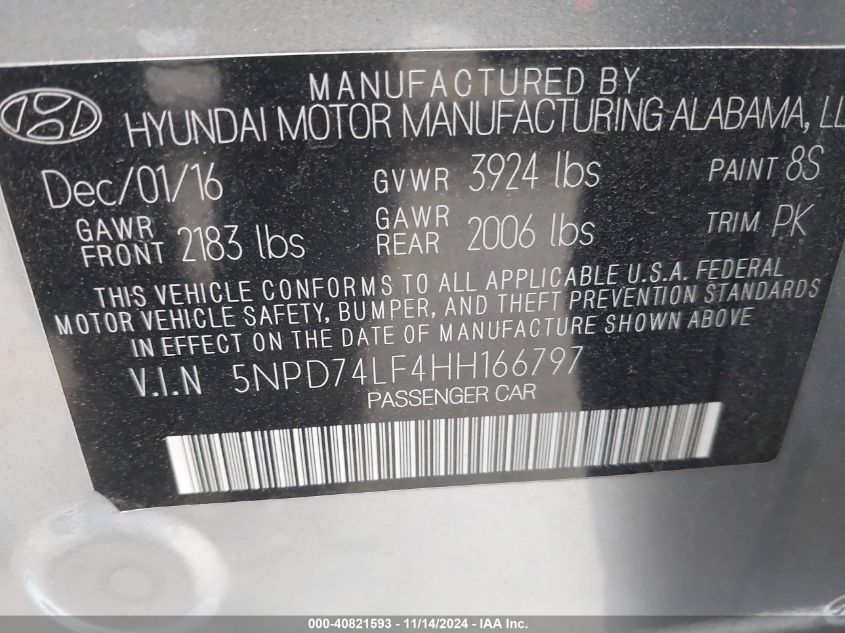 MANUFACTURED BY
HYUNDAI MOTOR MANUFACTURING ALABAMA, LL
Dec/01/16 GVWR 3924 lbs PAINT 8S
GAWR FRONT 2183 lbs GAWR REAR 2006 lbs TRIM PK
THIS VEHICLE CONFORMS TO ALL APPLICABLE U.S.A. FEDERAL
MOTOR VEHICLE SAFETY, BUMPER, AND THEFT PREVENTION STANDARDS
IN EFFECT ON THE DATE OF MANUFACTURE SHOWN ABOVE
V.I.N 5NPD74LF4HH166797
PASSENGER CAR
000-40821593 - 11/14/2024 - IAA Inc.